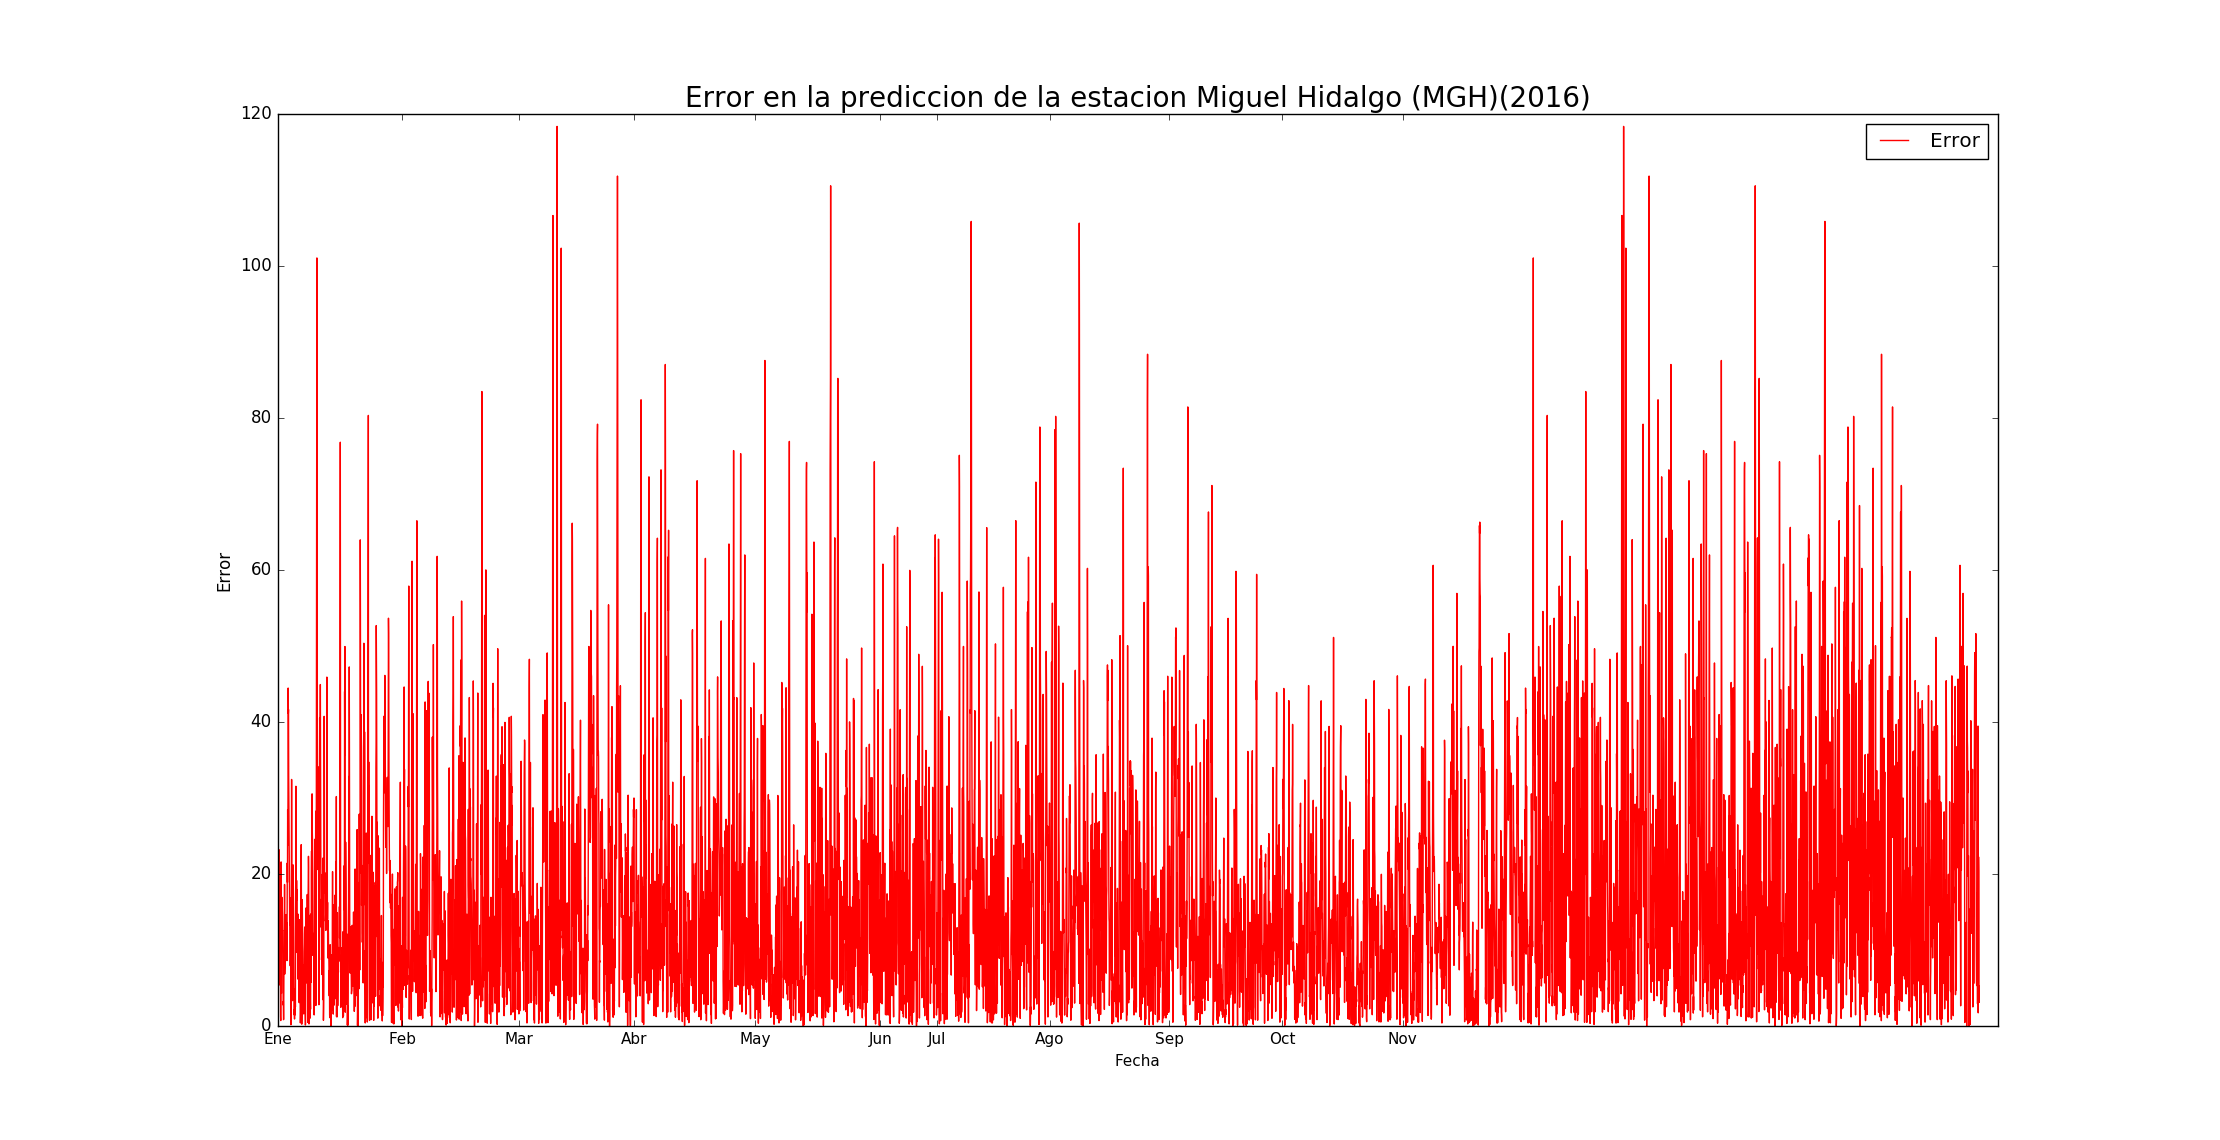 Error en la prediccion de la estacion Miguel Hidalgo (MGH)(2016)
120
100
80
60
40
20
0
Error
Error
Ene Feb Mar Abr May Jun Jul Ago Sep Oct Nov
Fecha